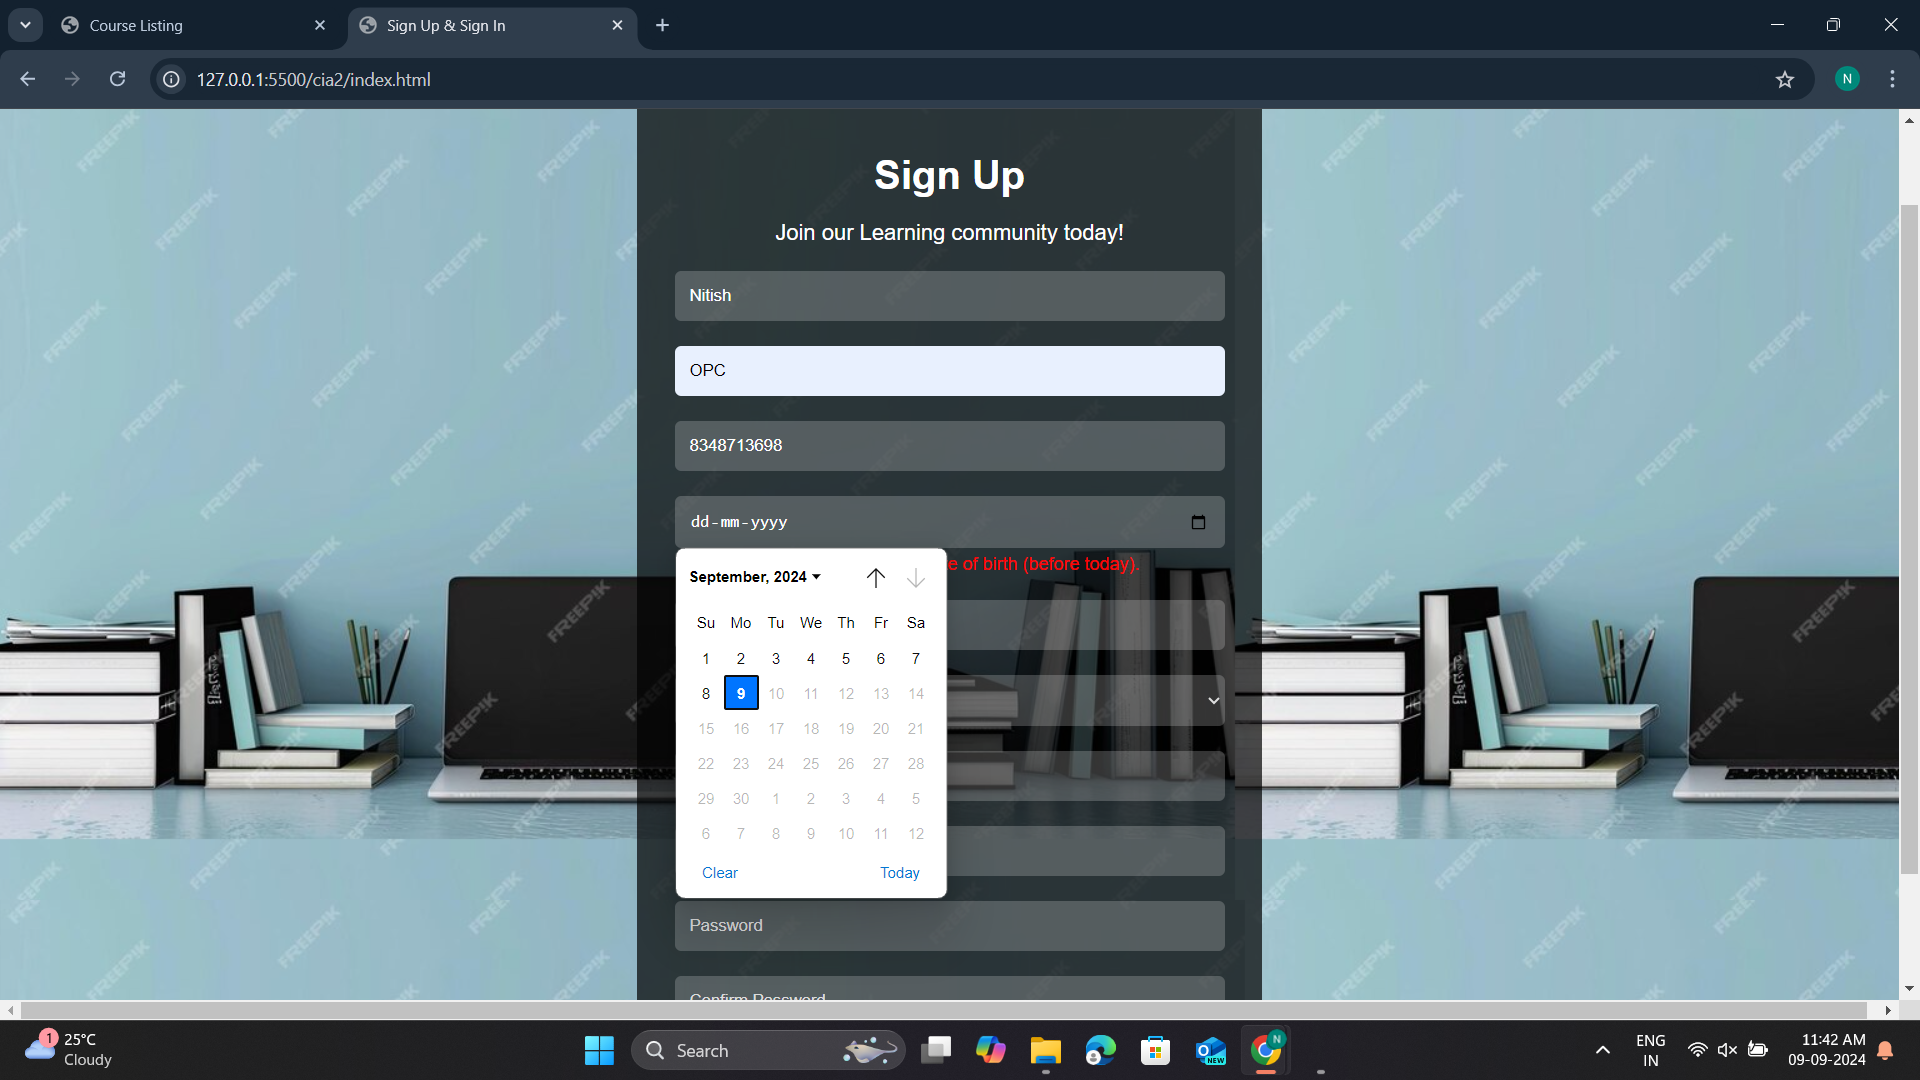 Course Listing
Sign Up & Sign In
127.0.0.1:5500/cia2/index.html
N
Sign Up
Join our Learning community today!
Nitish
OPC
8348713698
dd-mm-yyyy
e of birth (before today).
September, 2024
Su Mo Tu We Th Fr Sa
1 2 3 4 5 6 7
8 9 10 11 12 13 14
15 16 17 18 19 20 21
22 23 24 25 26 27 28
29 30 1 2 3 4 5
6 7 8 9 10 11 12
Clear Today
Password
Confirm Password
FREEPIK
1
25°C
Cloudy
Search
NEW
N
ENG
IN
11:42 AM
09-09-2024